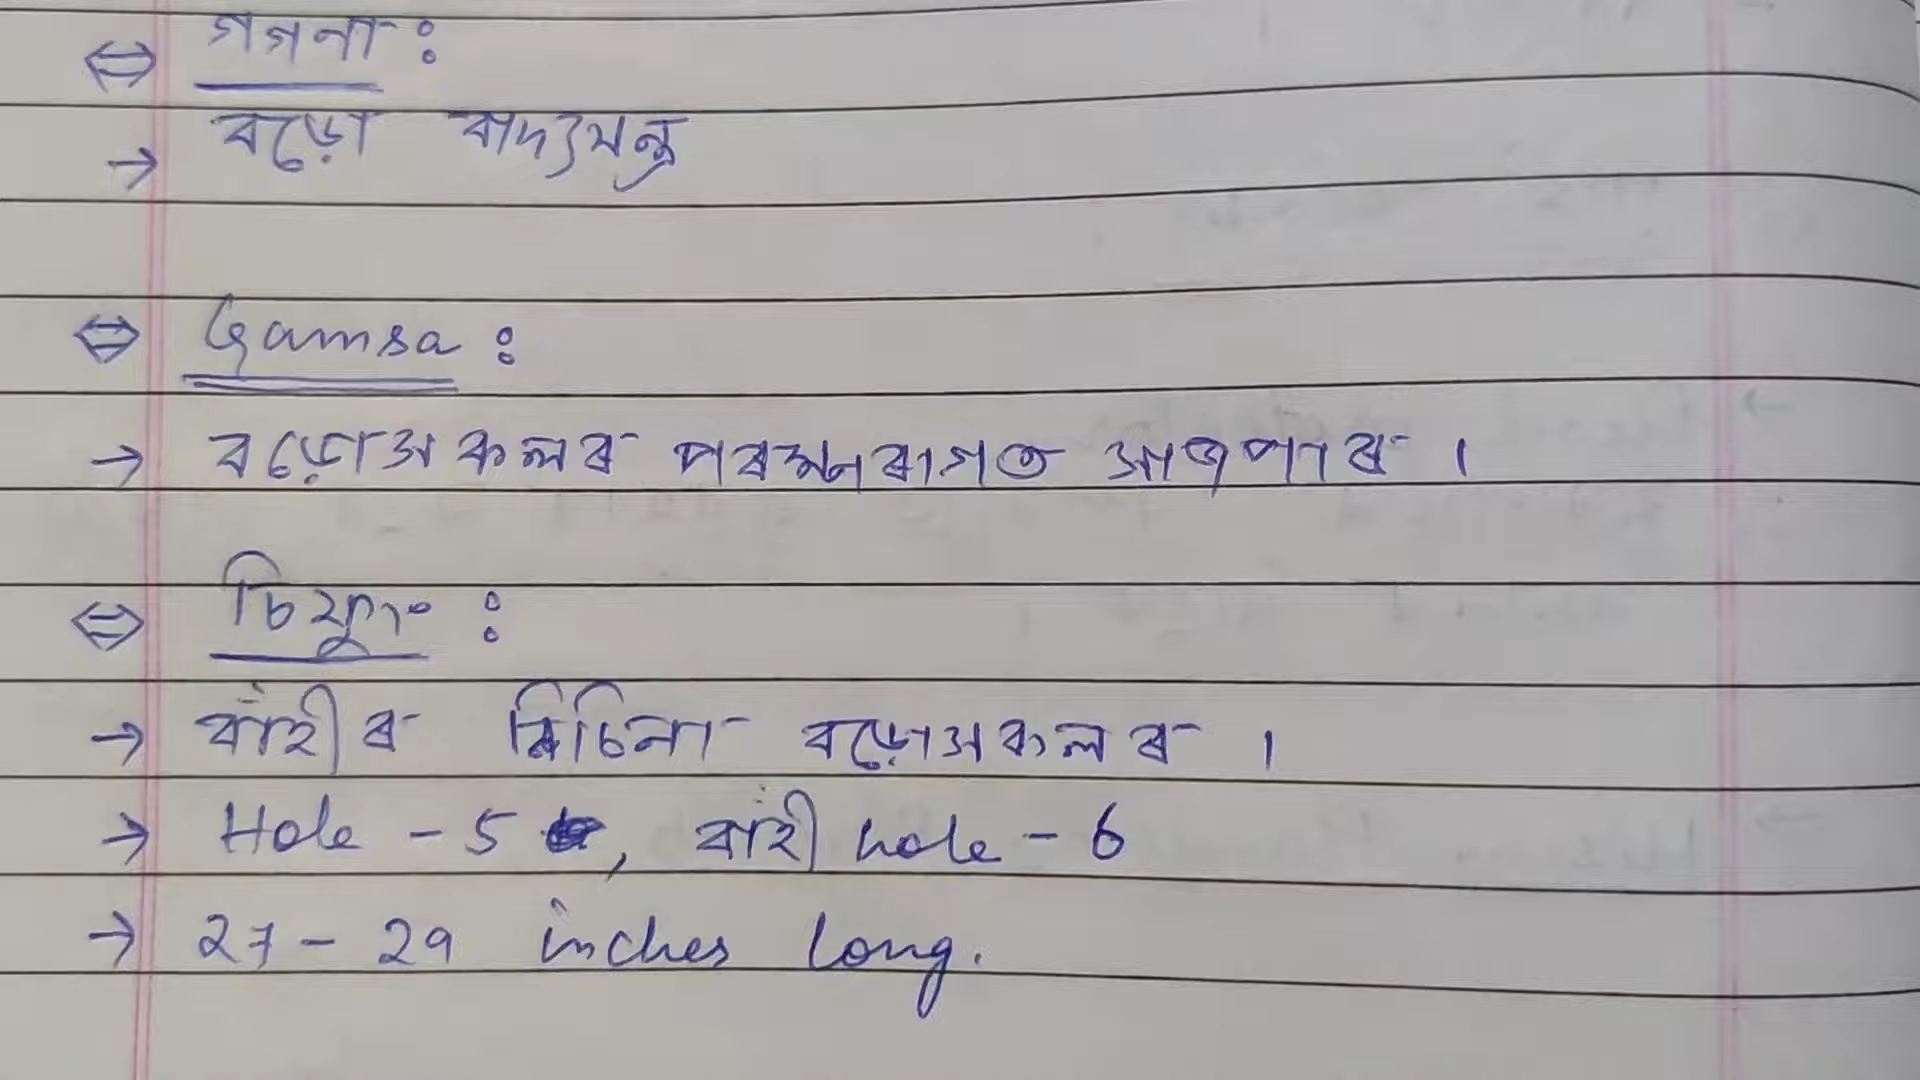 ⇔ গগনা :
→ বড়ো বাদ্যযন্ত্ৰ
⇔ Gamsa :
→ বড়োসকলৰ পৰম্পৰাগত সাজপাৰ ।
⇔ চিফুং :
→ বাঁহীৰ নিচিনা বড়োসকলৰ ।
→ Hole - 5 , বাঁহী hole - 6
→ 27 - 29 inches long.